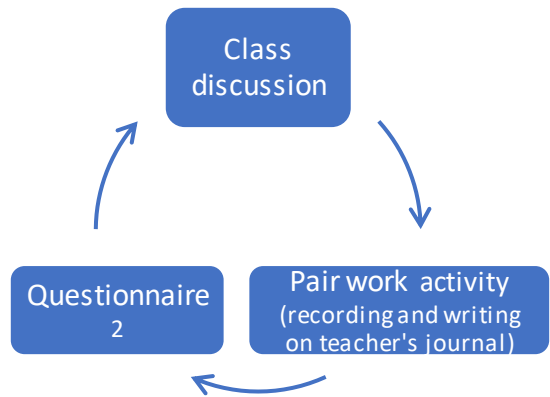 Class
discussion
Pair work activity
(recording and writing
on teacher's journal)
Questionnaire
2